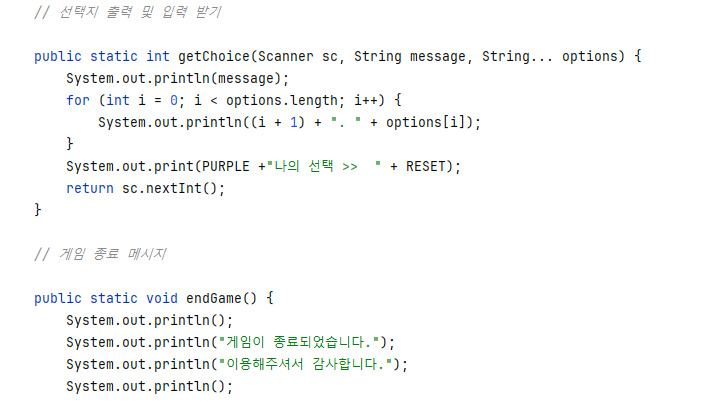 // 선택지 출력 및 입력 받기
public static int getChoice(Scanner sc, String message, String... options) {
System.out.println(message);
for (int i = 0; i < options.length; i++) {
System.out.println((i + 1) + ". " + options[i]);
}
System.out.print(PURPLE +"나의 선택 >>  " + RESET);
return sc.nextInt();
}
// 게임 종료 메시지
public static void endGame() {
System.out.println();
System.out.println("게임이 종료되었습니다.");
System.out.println("이용해주셔서 감사합니다.");
System.out.println();